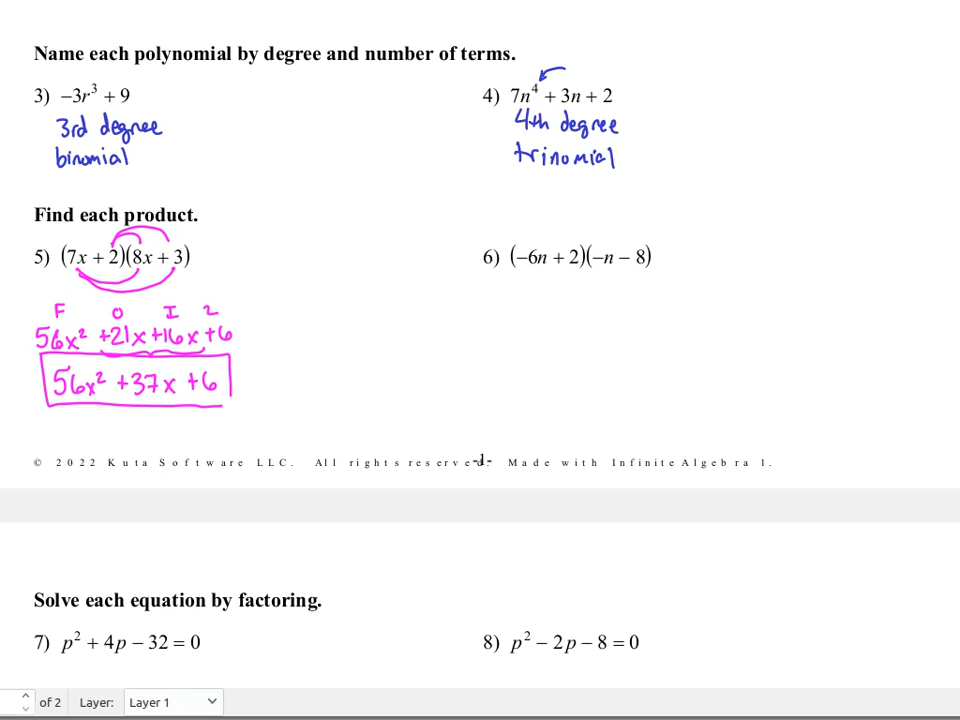 Name each polynomial by degree and number of terms.
3) −3r³ + 9
4) 7n⁴ + 3n + 2
3rd degree
binomial
4th degree
trinomial
Find each product.
5) (7x + 2)(8x + 3)
6) (−6n + 2)(−n − 8)
F O I L
56x² +21x +16x +6
56x² +37x +6
© 2022 Kuta Software LLC. All rights reserved. -1- Made with Infinite Algebra 1.
Solve each equation by factoring.
7) p² + 4p − 32 = 0
8) p² − 2p − 8 = 0
of 2 Layer: Layer 1